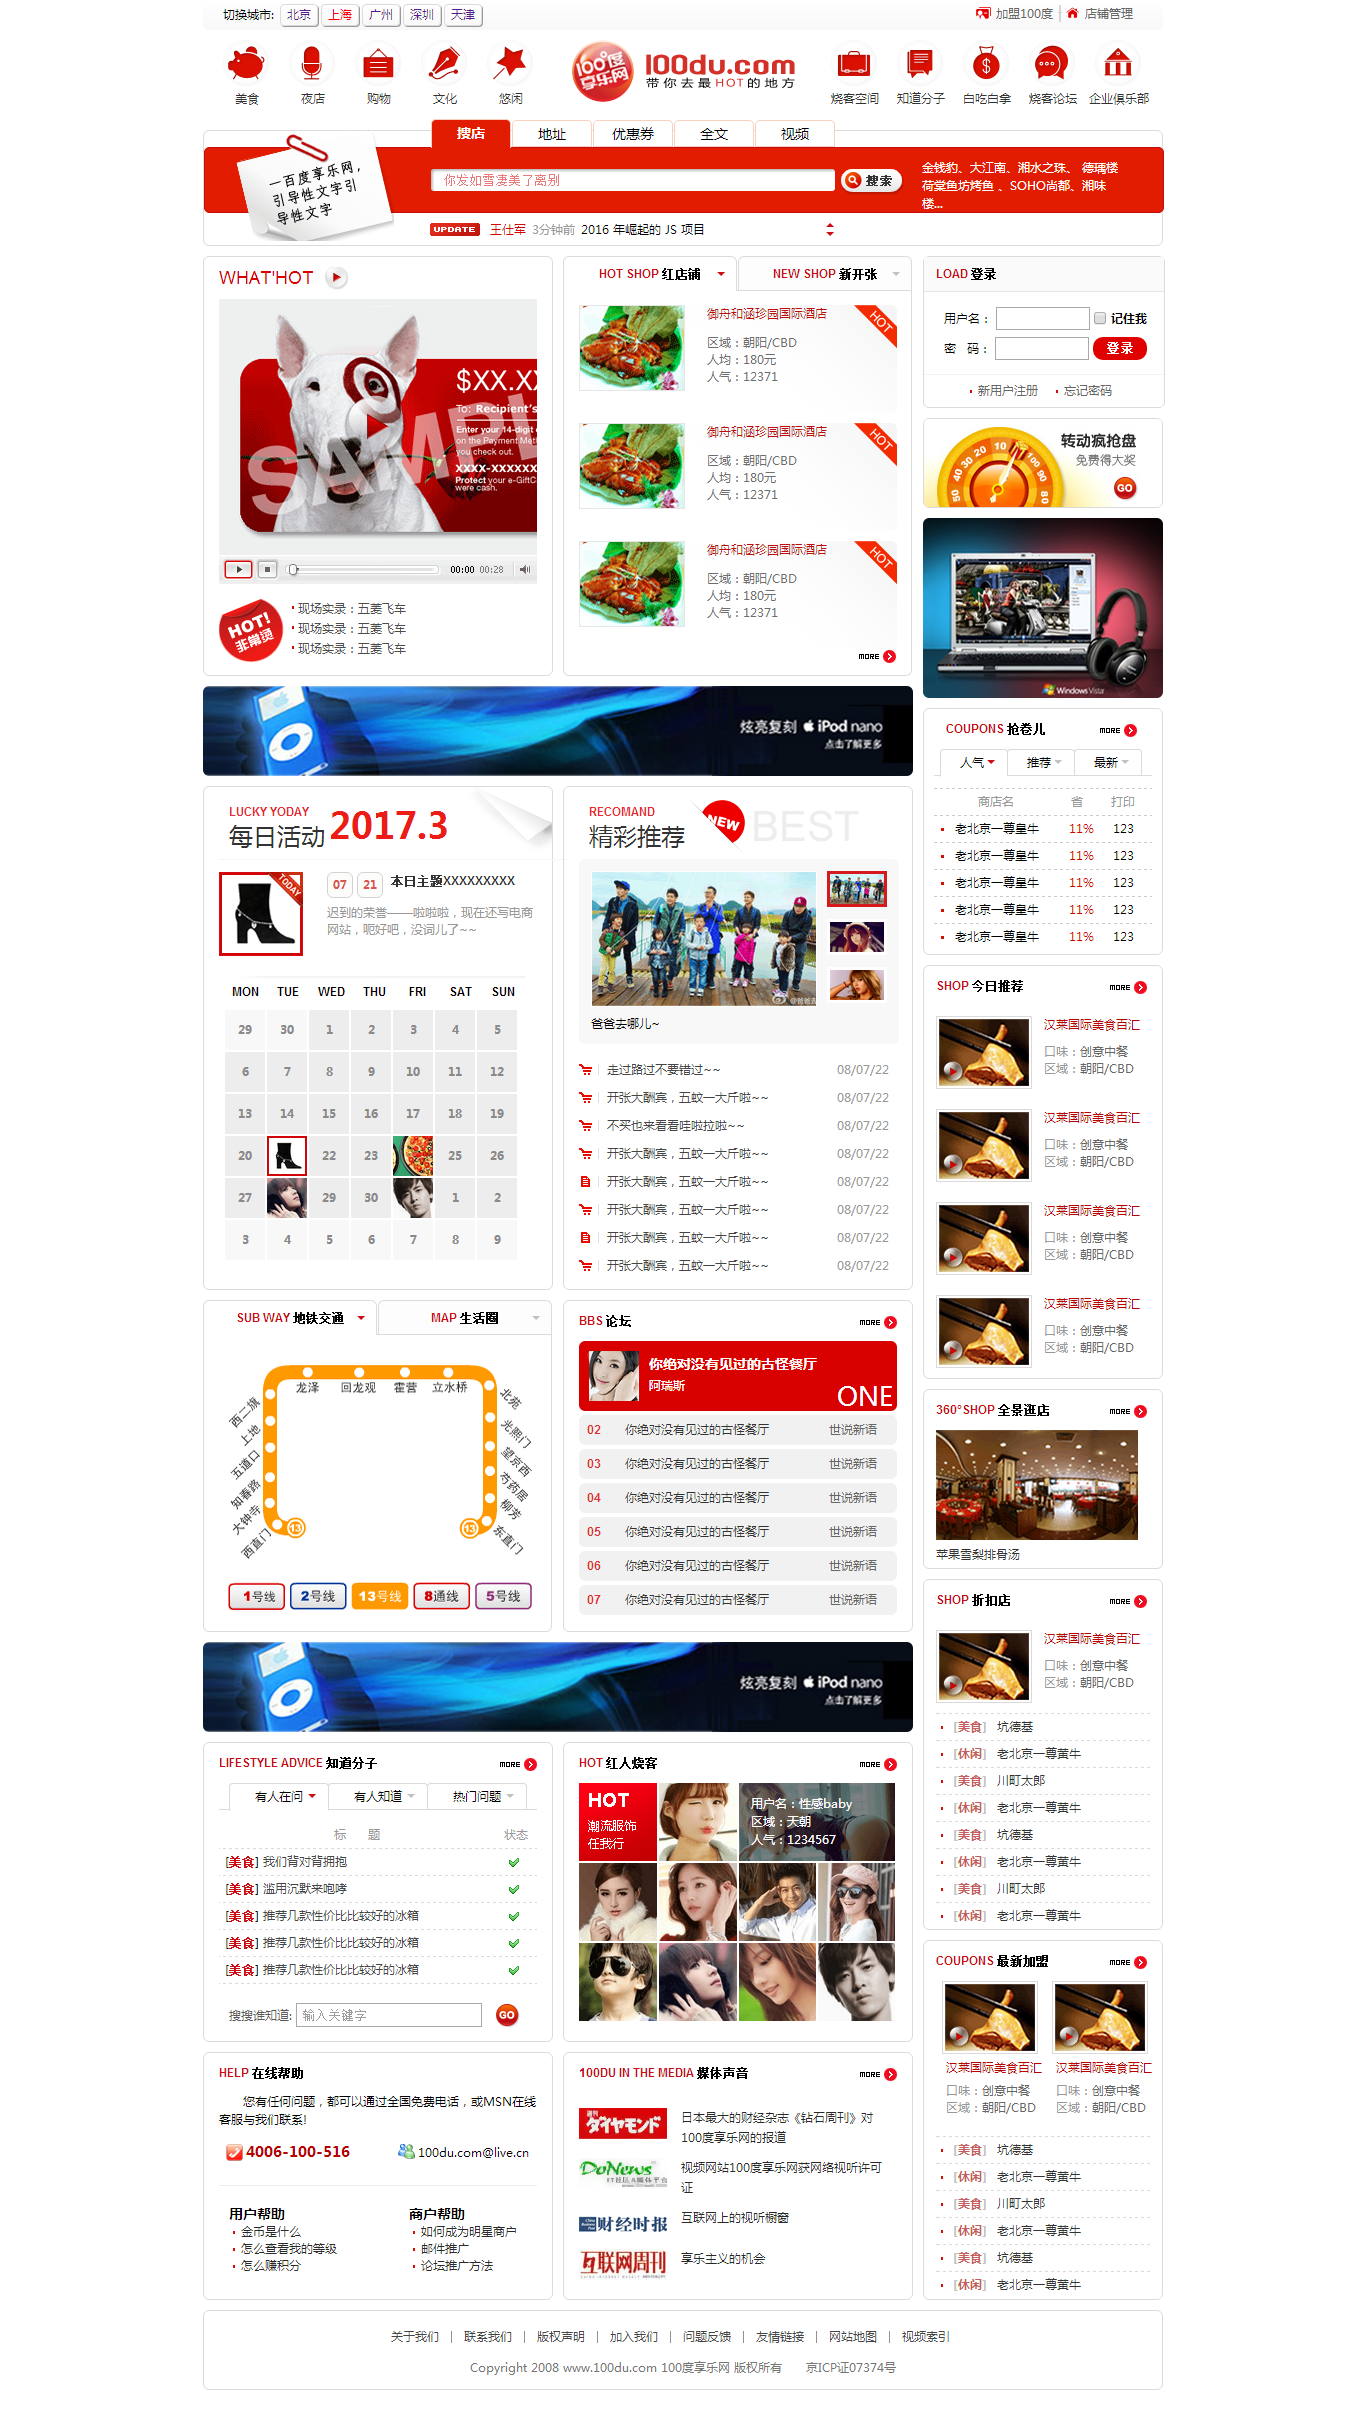 切换城市: 北京 上海 广州 深圳 天津
加盟100度 店铺管理
美食 夜店 购物 文化 悠闲
100°度享乐网
100du.com
带你去最HOT的地方
烧客空间 知道分子 白吃白拿 烧客论坛 企业俱乐部
搜店 地址 优惠券 全文 视频
一百度享乐网，
引导性文字引
导性文字
你发如雪凄美了离别
搜索
金钱豹、大江南、湘水之珠、 德瑀楼
荷棠鱼坊烤鱼 、SOHO尚都、湘味
楼...
UPDATE 王仕军 3分钟前 2016 年崛起的 JS 项目
WHAT'HOT
$XX.XX
To: Recipient's
Enter your 14-digit
on the Payment Meth
you check out.
XXXX-XXXXXX
Protect your e-GiftC
were cash.
SAMPL
00:00 00:28
HOT!
非常烫
现场实录：五菱飞车
现场实录：五菱飞车
现场实录：五菱飞车
HOT SHOP 红店铺
NEW SHOP 新开张
御舟和涵珍园国际酒店
区域：朝阳/CBD
人均：180元
人气：12371
HOT
御舟和涵珍园国际酒店
区域：朝阳/CBD
人均：180元
人气：12371
HOT
御舟和涵珍园国际酒店
区域：朝阳/CBD
人均：180元
人气：12371
HOT
MORE
LOAD 登录
用户名： 记住我
密 码： 登录
新用户注册 忘记密码
转动疯抢盘
免费得大奖
GO
50 40 30 20 10 100 90 80
Windows Vista
炫亮复刻 iPod nano
点击了解更多
COUPONS 抢卷儿 MORE
人气 推荐 最新
商店名 省 打印
老北京一尊皇牛 11% 123
老北京一尊皇牛 11% 123
老北京一尊皇牛 11% 123
老北京一尊皇牛 11% 123
老北京一尊皇牛 11% 123
LUCKY YODAY
每日活动 2017.3
TODAY
07 21 本日主题XXXXXXXXX
迟到的荣誉——啦啦啦，现在还写电商
网站，呃好吧，没词儿了~~
MON TUE WED THU FRI SAT SUN
29 30 1 2 3 4 5
6 7 8 9 10 11 12
13 14 15 16 17 18 19
20 22 23 25 26
27 29 30 1 2
3 4 5 6 7 8 9
RECOMAND
精彩推荐
NEW
BEST
爸爸去哪儿~
走过路过不要错过~~ 08/07/22
开张大酬宾，五蚊一大斤啦~~ 08/07/22
不买也来看看哇啦拉啦~~ 08/07/22
开张大酬宾，五蚊一大斤啦~~ 08/07/22
开张大酬宾，五蚊一大斤啦~~ 08/07/22
开张大酬宾，五蚊一大斤啦~~ 08/07/22
开张大酬宾，五蚊一大斤啦~~ 08/07/22
开张大酬宾，五蚊一大斤啦~~ 08/07/22
SHOP 今日推荐 MORE
汉莱国际美食百汇
口味：创意中餐
区域：朝阳/CBD
汉莱国际美食百汇
口味：创意中餐
区域：朝阳/CBD
汉莱国际美食百汇
口味：创意中餐
区域：朝阳/CBD
汉莱国际美食百汇
口味：创意中餐
区域：朝阳/CBD
SUB WAY 地铁交通
MAP 生活圈
龙泽 回龙观 霍营 立水桥
西二旗
上地
五道口
知春路
大钟寺
西直门
北苑
光熙门
望京西
芍药居
柳芳
东直门
13 13
1号线 2号线 13号线 8通线 5号线
BBS 论坛 MORE
你绝对没有见过的古怪餐厅
阿瑞斯
ONE
02 你绝对没有见过的古怪餐厅 世说新语
03 你绝对没有见过的古怪餐厅 世说新语
04 你绝对没有见过的古怪餐厅 世说新语
05 你绝对没有见过的古怪餐厅 世说新语
06 你绝对没有见过的古怪餐厅 世说新语
07 你绝对没有见过的古怪餐厅 世说新语
360°SHOP 全景逛店 MORE
苹果雪梨排骨汤
SHOP 折扣店 MORE
汉莱国际美食百汇
口味：创意中餐
区域：朝阳/CBD
[美食] 坑德基
[休闲] 老北京一尊黄牛
[美食] 川町太郎
[休闲] 老北京一尊黄牛
[美食] 坑德基
[休闲] 老北京一尊黄牛
[美食] 川町太郎
[休闲] 老北京一尊黄牛
炫亮复刻 iPod nano
点击了解更多
LIFESTYLE ADVICE 知道分子 MORE
有人在问 有人知道 热门问题
标 题 状态
[美食] 我们背对背拥抱
[美食] 滥用沉默来咆哮
[美食] 推荐几款性价比比较好的冰箱
[美食] 推荐几款性价比比较好的冰箱
[美食] 推荐几款性价比比较好的冰箱
搜搜谁知道: 输入关键字 GO
HOT 红人烧客 MORE
HOT
潮流服饰
任我行
用户名：性感baby
区域：天朝
人气：1234567
COUPONS 最新加盟 MORE
汉莱国际美食百汇 汉莱国际美食百汇
口味：创意中餐 口味：创意中餐
区域：朝阳/CBD 区域：朝阳/CBD
[美食] 坑德基
[休闲] 老北京一尊黄牛
[美食] 川町太郎
[休闲] 老北京一尊黄牛
[美食] 坑德基
[休闲] 老北京一尊黄牛
HELP 在线帮助
您有任何问题，都可以通过全国免费电话，或MSN在线
客服与我们联系!
4006-100-516 100du.com@live.cn
用户帮助 商户帮助
金币是什么 如何成为明星商户
怎么查看我的等级 邮件推广
怎么赚积分 论坛推广方法
100DU IN THE MEDIA 媒体声音 MORE
ダイヤモンド
日本最大的财经杂志《钻石周刊》对
100度享乐网的报道
DoNews
视频网站100度享乐网获网络视听许可
证
财经时报
互联网上的视听橱窗
互联网周刊
享乐主义的机会
关于我们 | 联系我们 | 版权声明 | 加入我们 | 问题反馈 | 友情链接 | 网站地图 | 视频索引
Copyright 2008 www.100du.com 100度享乐网 版权所有 京ICP证07374号